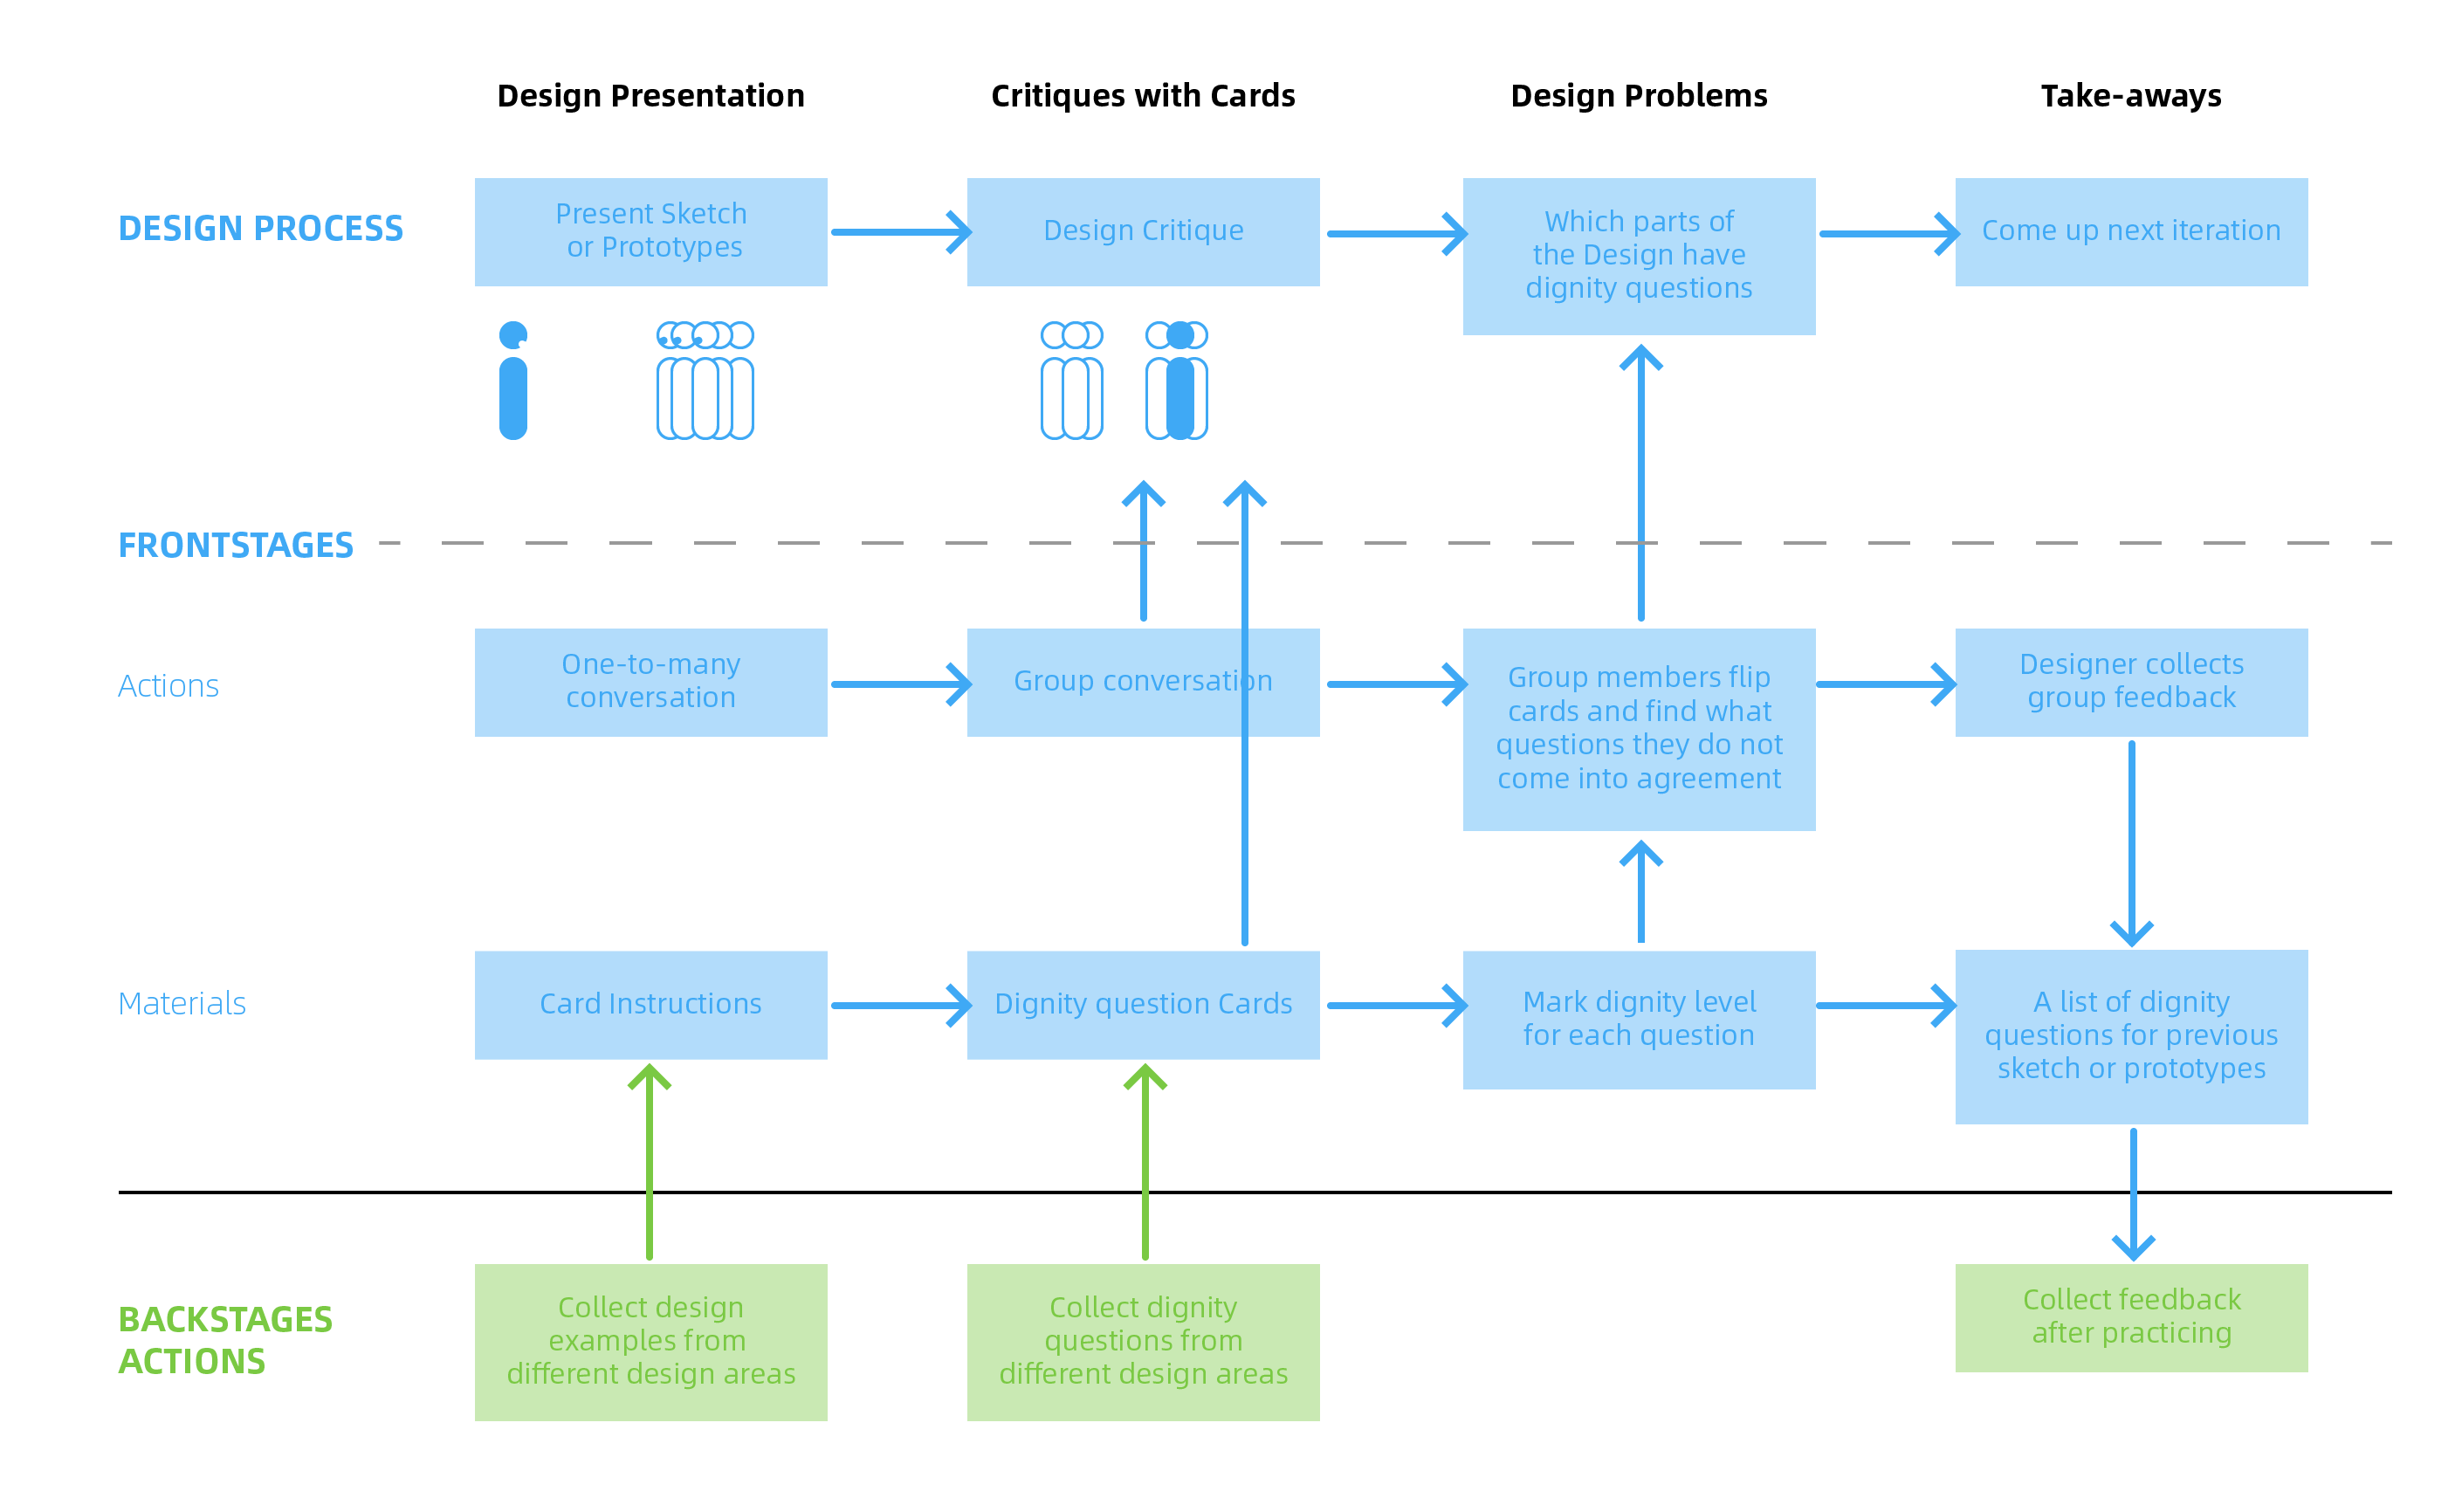 Design Presentation
Critiques with Cards
Design Problems
Take-aways
DESIGN PROCESS
Present Sketch
or Prototypes
Design Critique
Which parts of
the Design have
dignity questions
Come up next iteration
FRONTSTAGES
Actions
One-to-many
conversation
Group conversation
Group members flip
cards and find what
questions they do not
come into agreement
Designer collects
group feedback
Materials
Card Instructions
Dignity question Cards
Mark dignity level
for each question
A list of dignity
questions for previous
sketch or prototypes
BACKSTAGES
ACTIONS
Collect design
examples from
different design areas
Collect dignity
questions from
different design areas
Collect feedback
after practicing